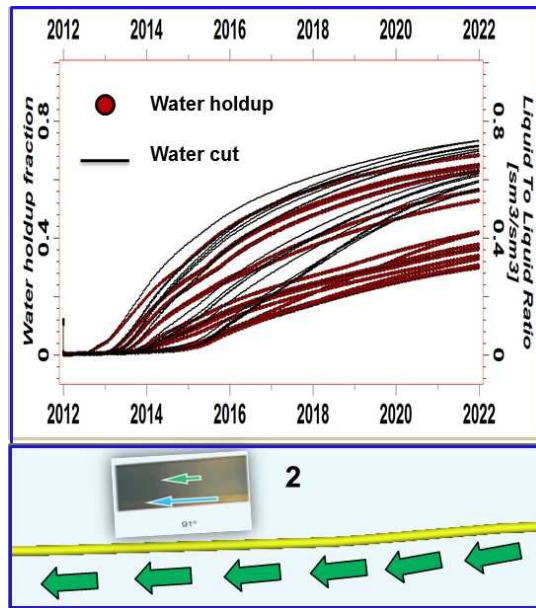 2012 2014 2016 2018 2020 2022
0.8
0.4
0
Water holdup fraction
Water holdup
Water cut
0.8
0.4
0
Liquid To Liquid Ratio
[sm3/sm3]
2012 2014 2016 2018 2020 2022
2
91°